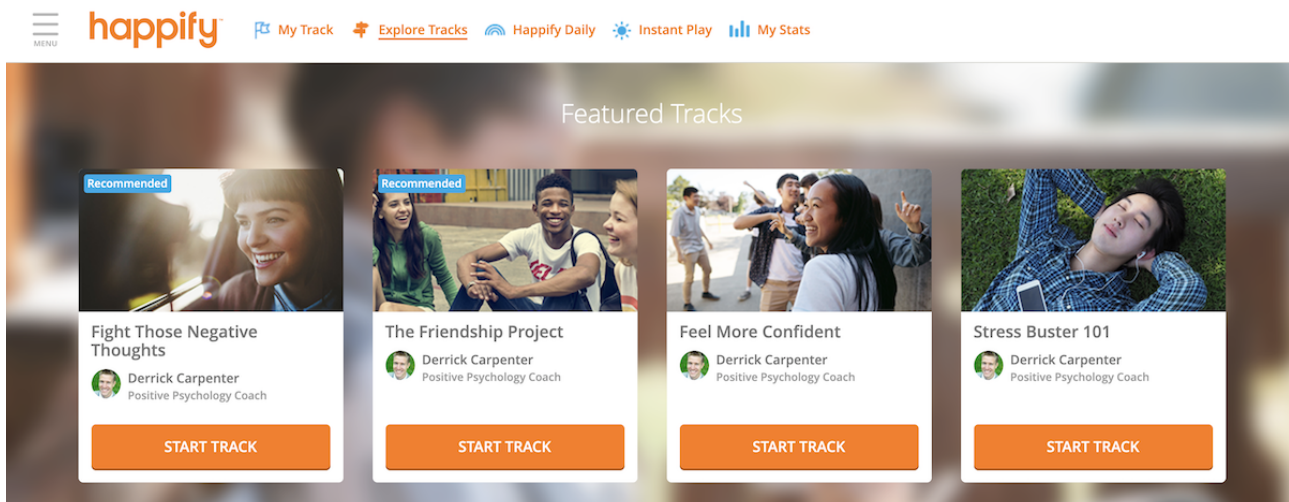 MENU
happify
My Track
Explore Tracks
Happify Daily
Instant Play
My Stats
Featured Tracks
Recommended
Fight Those Negative
Thoughts
Derrick Carpenter
Positive Psychology Coach
START TRACK
Recommended
The Friendship Project
Derrick Carpenter
Positive Psychology Coach
START TRACK
Feel More Confident
Derrick Carpenter
Positive Psychology Coach
START TRACK
Stress Buster 101
Derrick Carpenter
Positive Psychology Coach
START TRACK